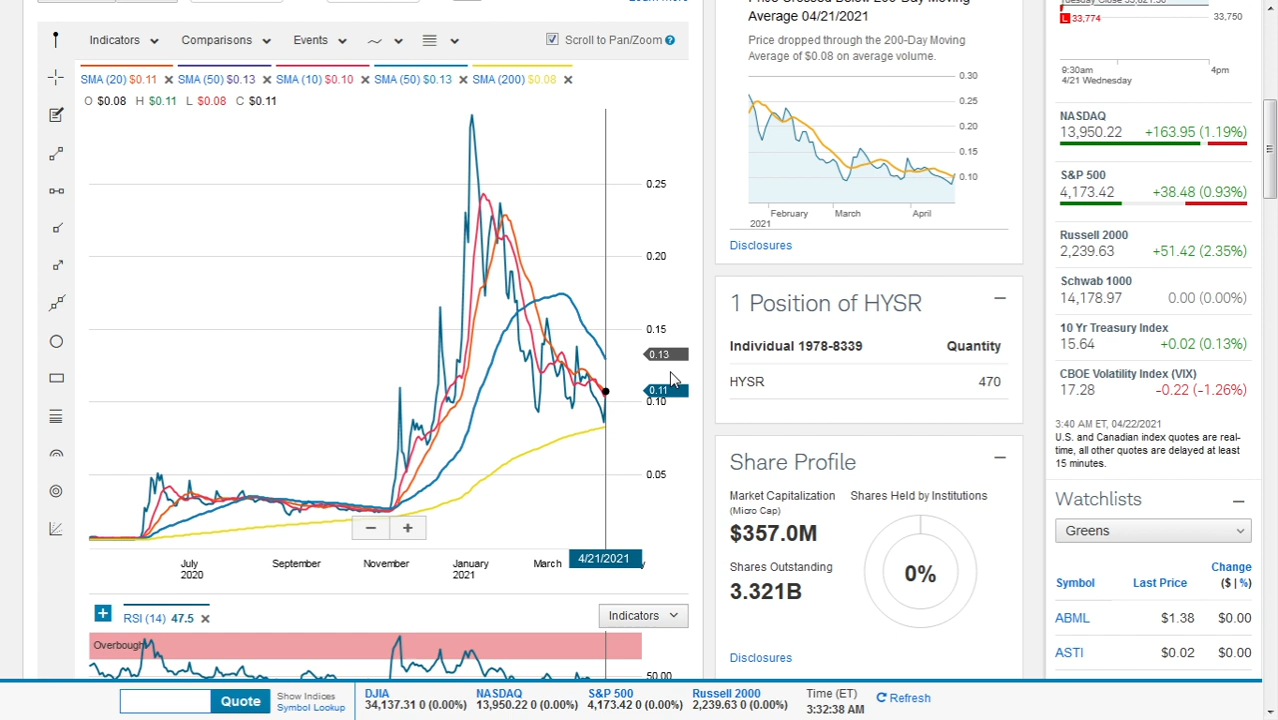 Learn more
Indicators
Comparisons
Events
Scroll to Pan/Zoom
SMA (20) $0.11
SMA (50) $0.13
SMA (10) $0.10
SMA (50) $0.13
SMA (200) $0.08
O $0.08 H $0.11 L $0.08 C $0.11
0.25
0.20
0.15
0.13
0.11
0.10
0.05
July
2020
September
November
January
2021
March
4/21/2021
RSI (14) 47.5
Indicators
Overbough
50.00
Average 04/21/2021
Price dropped through the 200-Day Moving
Average of $0.08 on average volume.
0.30
0.25
0.20
0.15
0.10
February
March
April
2021
Disclosures
1 Position of HYSR
Individual 1978-8339
Quantity
HYSR
470
Share Profile
Market Capitalization
(Micro Cap)
$357.0M
Shares Outstanding
3.321B
Shares Held by Institutions
0%
Disclosures
L 33,774
33,750
9:30am
4pm
4/21 Wednesday
NASDAQ
13,950.22 +163.95 (1.19%)
S&P 500
4,173.42 +38.48 (0.93%)
Russell 2000
2,239.63 +51.42 (2.35%)
Schwab 1000
14,178.97 0.00 (0.00%)
10 Yr Treasury Index
15.64 +0.02 (0.13%)
CBOE Volatility Index (VIX)
17.28 -0.22 (-1.26%)
3:40 AM ET, 04/22/2021
U.S. and Canadian index quotes are real-
time, all other quotes are delayed at least
15 minutes.
Watchlists
Greens
Change
Symbol Last Price ($ | %)
ABML $1.38 $0.00
ASTI $0.02 $0.00
Quote
Show Indices
Symbol Lookup
DJIA
34,137.31 0 (0.00%)
NASDAQ
13,950.22 0 (0.00%)
S&P 500
4,173.42 0 (0.00%)
Russell 2000
2,239.63 0 (0.00%)
Time (ET)
3:32:38 AM
Refresh